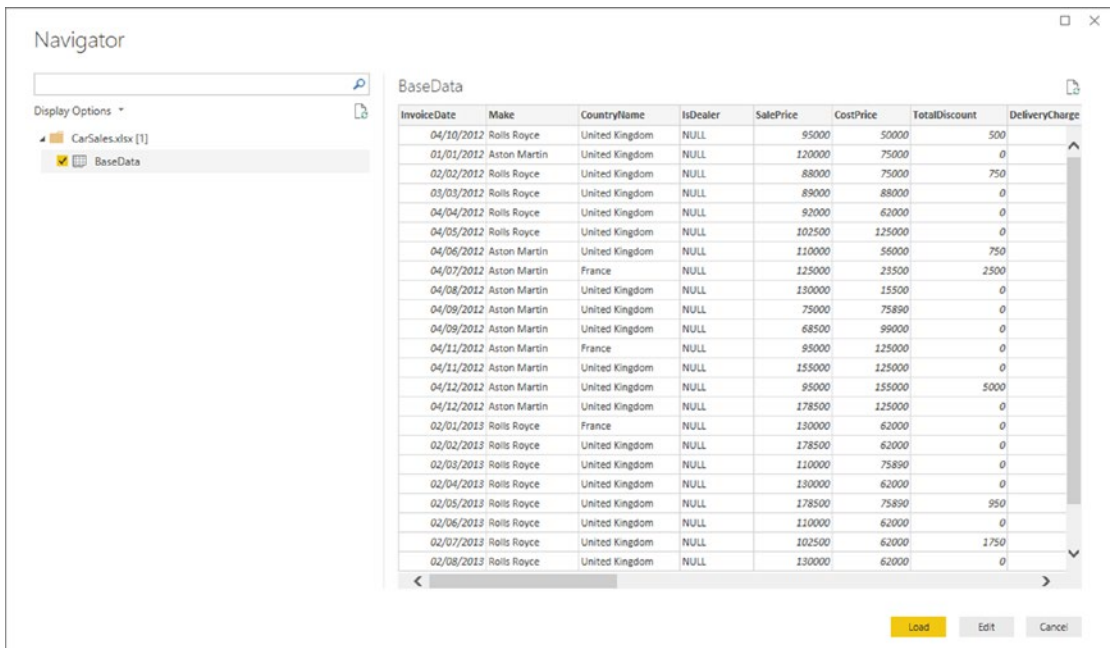 Navigator
Display Options
CarSales.xlsx [1]
BaseData
BaseData
InvoiceDate Make CountryName IsDealer SalePrice CostPrice TotalDiscount DeliveryCharge
04/10/2012 Rolls Royce United Kingdom NULL 95000 50000 500
01/01/2012 Aston Martin United Kingdom NULL 120000 75000 0
02/02/2012 Rolls Royce United Kingdom NULL 88000 75000 750
03/03/2012 Rolls Royce United Kingdom NULL 89000 88000 0
04/04/2012 Rolls Royce United Kingdom NULL 92000 62000 0
04/05/2012 Rolls Royce United Kingdom NULL 102500 125000 0
04/06/2012 Aston Martin United Kingdom NULL 110000 56000 750
04/07/2012 Aston Martin France NULL 125000 23500 2500
04/08/2012 Aston Martin United Kingdom NULL 130000 15500 0
04/09/2012 Aston Martin United Kingdom NULL 75000 75890 0
04/09/2012 Aston Martin United Kingdom NULL 68500 99000 0
04/11/2012 Aston Martin France NULL 95000 125000 0
04/11/2012 Aston Martin United Kingdom NULL 155000 125000 0
04/12/2012 Aston Martin United Kingdom NULL 95000 155000 5000
04/12/2012 Aston Martin United Kingdom NULL 178500 125000 0
02/01/2013 Rolls Royce France NULL 130000 62000 0
02/02/2013 Rolls Royce United Kingdom NULL 178500 62000 0
02/03/2013 Rolls Royce United Kingdom NULL 110000 75890 0
02/04/2013 Rolls Royce United Kingdom NULL 130000 62000 0
02/05/2013 Rolls Royce United Kingdom NULL 178500 75890 950
02/06/2013 Rolls Royce United Kingdom NULL 110000 62000 0
02/07/2013 Rolls Royce United Kingdom NULL 102500 62000 1750
02/08/2013 Rolls Royce United Kingdom NULL 130000 62000 0
Load Edit Cancel